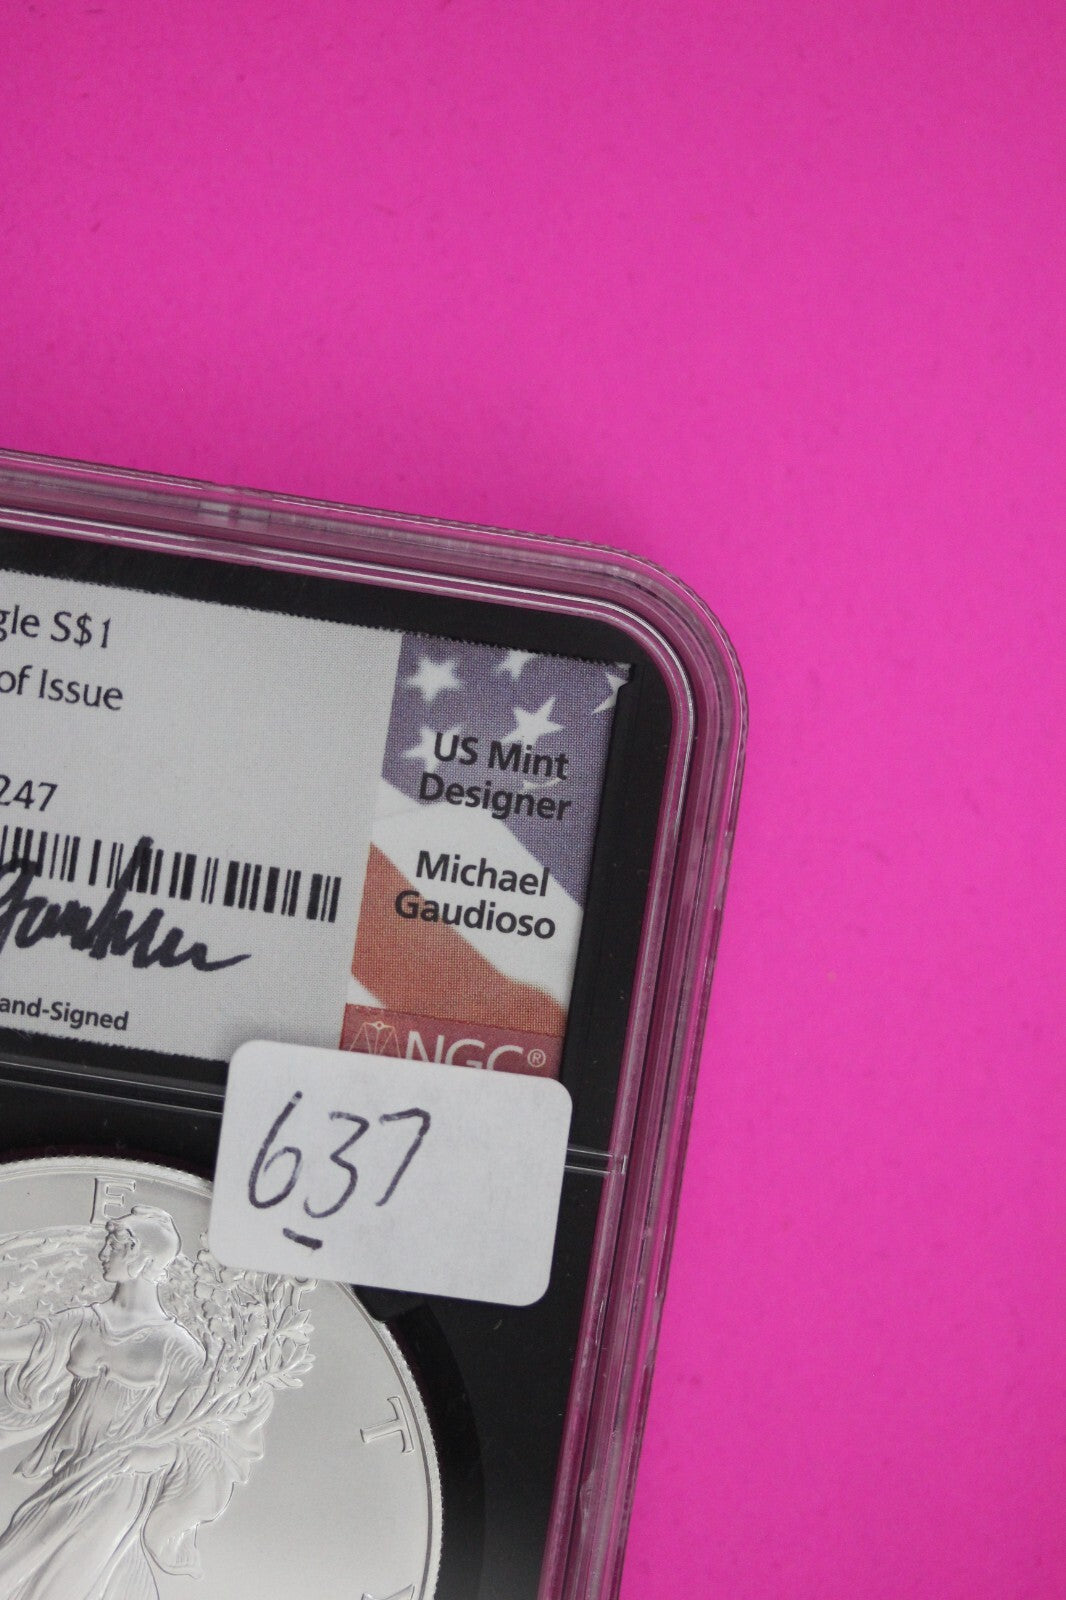 gle S$1
of Issue
247
and-Signed
US Mint
Designer
Michael
Gaudioso
NGC®
637
E
T
Y